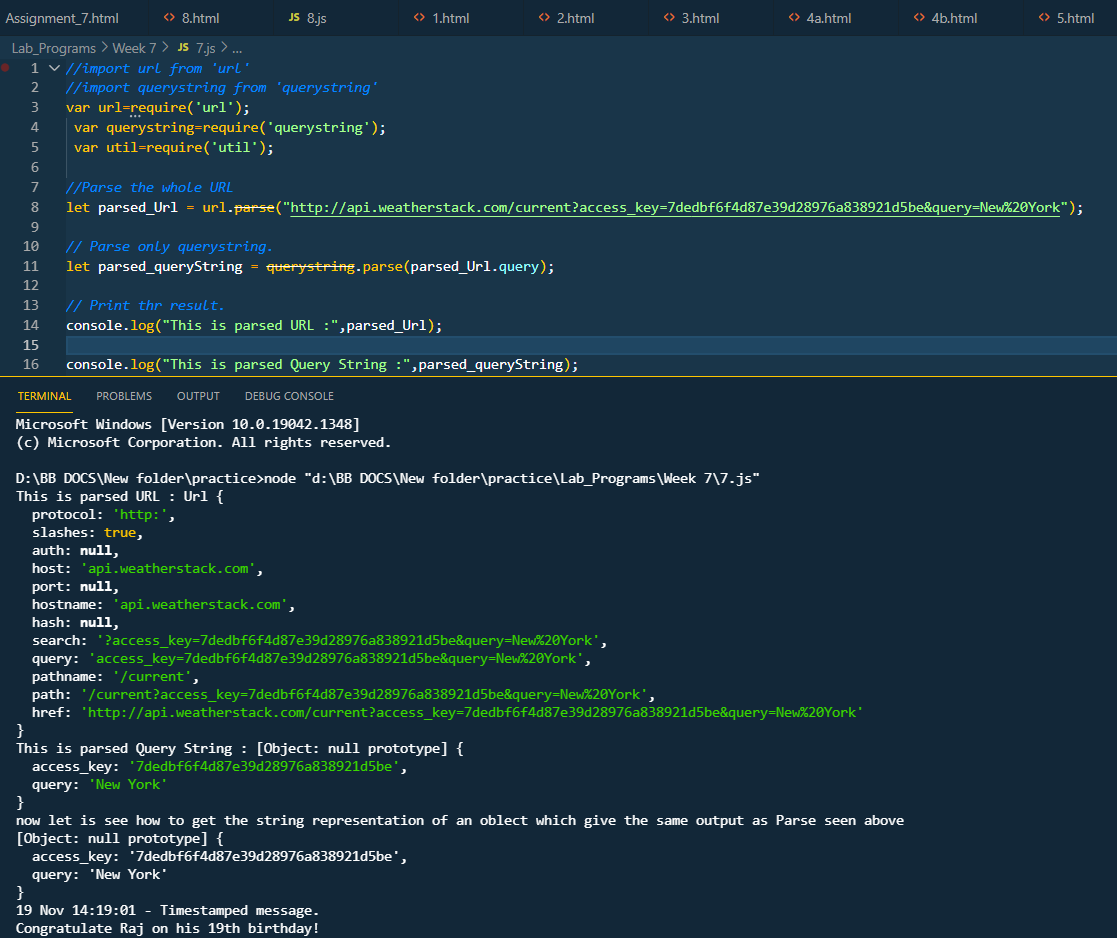 Assignment_7.html <> 8.html JS 8.js <> 1.html <> 2.html <> 3.html <> 4a.html <> 4b.html <> 5.html
Lab_Programs > Week 7 > JS 7.js > ...
1 //import url from 'url'
2 //import querystring from 'querystring'
3 var url=require('url');
4 var querystring=require('querystring');
5 var util=require('util');
6
7 //Parse the whole URL
8 let parsed_Url = url.parse("http://api.weatherstack.com/current?access_key=7dedbf6f4d87e39d28976a838921d5be&query=New%20York");
9
10 // Parse only querystring.
11 let parsed_queryString = querystring.parse(parsed_Url.query);
12
13 // Print thr result.
14 console.log("This is parsed URL :",parsed_Url);
15
16 console.log("This is parsed Query String :",parsed_queryString);
TERMINAL PROBLEMS OUTPUT DEBUG CONSOLE
Microsoft Windows [Version 10.0.19042.1348]
(c) Microsoft Corporation. All rights reserved.
D:\BB DOCS\New folder\practice>node "d:\BB DOCS\New folder\practice\Lab_Programs\Week 7\7.js"
This is parsed URL : Url {
protocol: 'http:',
slashes: true,
auth: null,
host: 'api.weatherstack.com',
port: null,
hostname: 'api.weatherstack.com',
hash: null,
search: '?access_key=7dedbf6f4d87e39d28976a838921d5be&query=New%20York',
query: 'access_key=7dedbf6f4d87e39d28976a838921d5be&query=New%20York',
pathname: '/current',
path: '/current?access_key=7dedbf6f4d87e39d28976a838921d5be&query=New%20York',
href: 'http://api.weatherstack.com/current?access_key=7dedbf6f4d87e39d28976a838921d5be&query=New%20York'
}
This is parsed Query String : [Object: null prototype] {
access_key: '7dedbf6f4d87e39d28976a838921d5be',
query: 'New York'
}
now let is see how to get the string representation of an oblect which give the same output as Parse seen above
[Object: null prototype] {
access_key: '7dedbf6f4d87e39d28976a838921d5be',
query: 'New York'
}
19 Nov 14:19:01 - Timestamped message.
Congratulate Raj on his 19th birthday!